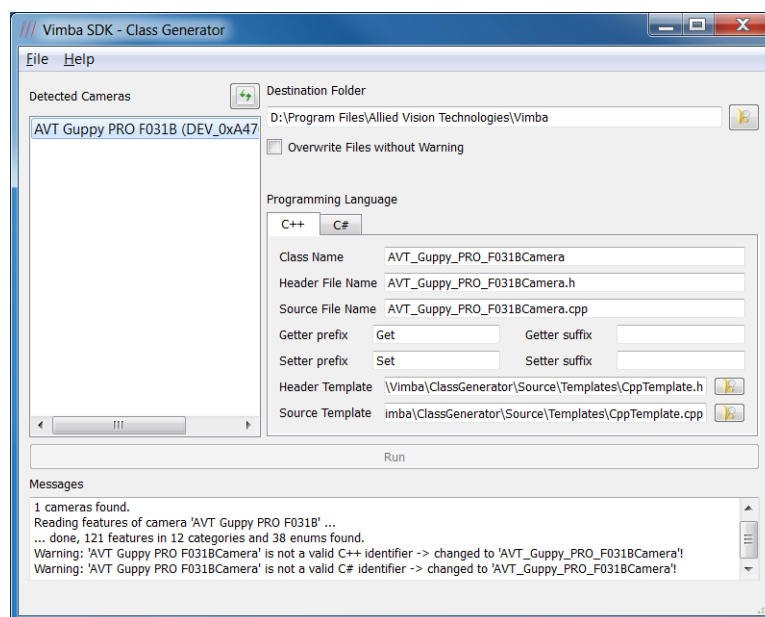 Vimba SDK - Class Generator
File Help
Detected Cameras
AVT Guppy PRO F031B (DEV_0xA47
Destination Folder
D:\Program Files\Allied Vision Technologies\Vimba
Overwrite Files without Warning
Programming Language
C++ C#
Class Name AVT_Guppy_PRO_F031BCamera
Header File Name AVT_Guppy_PRO_F031BCamera.h
Source File Name AVT_Guppy_PRO_F031BCamera.cpp
Getter prefix Get Getter suffix
Setter prefix Set Setter suffix
Header Template \Vimba\ClassGenerator\Source\Templates\CppTemplate.h
Source Template imba\ClassGenerator\Source\Templates\CppTemplate.cpp
Run
Messages
1 cameras found.
Reading features of camera 'AVT Guppy PRO F031B' ...
... done, 121 features in 12 categories and 38 enums found.
Warning: 'AVT Guppy PRO F031BCamera' is not a valid C++ identifier -> changed to 'AVT_Guppy_PRO_F031BCamera'!
Warning: 'AVT Guppy PRO F031BCamera' is not a valid C# identifier -> changed to 'AVT_Guppy_PRO_F031BCamera'!